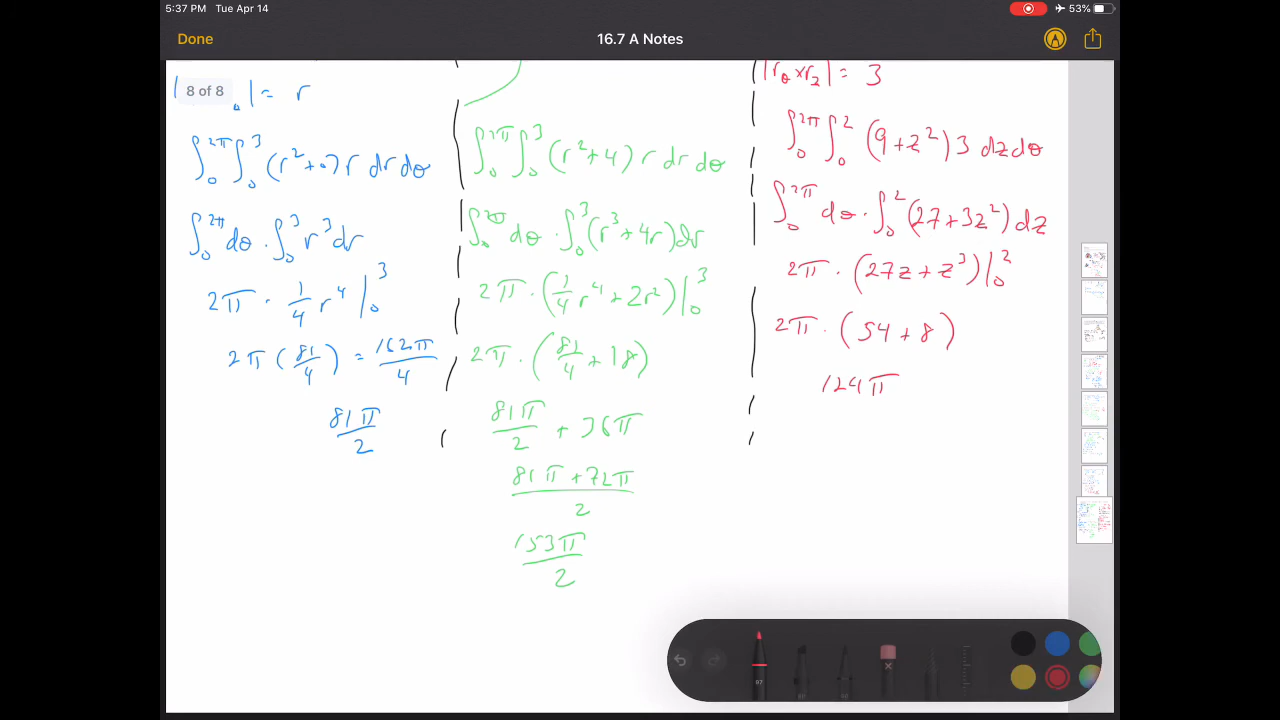 5:37 PM Tue Apr 14
53%
Done
16.7 A Notes
8 of 8
| = r
∫₀^2π ∫₀^3 (r² + 0) r dr dθ
∫₀^2π dθ · ∫₀^3 r³ dr
2π · 1/4 r⁴ |₀^3
2π (81/4) = 162π/4
81π/2
∫₀^2π ∫₀^3 (r² + 4) r dr dθ
∫₀^2π dθ · ∫₀^3 (r³ + 4r) dr
2π · (1/4 r⁴ + 2r²) |₀^3
2π · (81/4 + 18)
81π/2 + 36π
81π + 72π / 2
153π/2
|r_θ × r_z| = 3
∫₀^2π ∫₀^2 (9 + z²) 3 dz dθ
∫₀^2π dθ · ∫₀^2 (27 + 3z²) dz
2π · (27z + z³) |₀^2
2π · (54 + 8)
124π